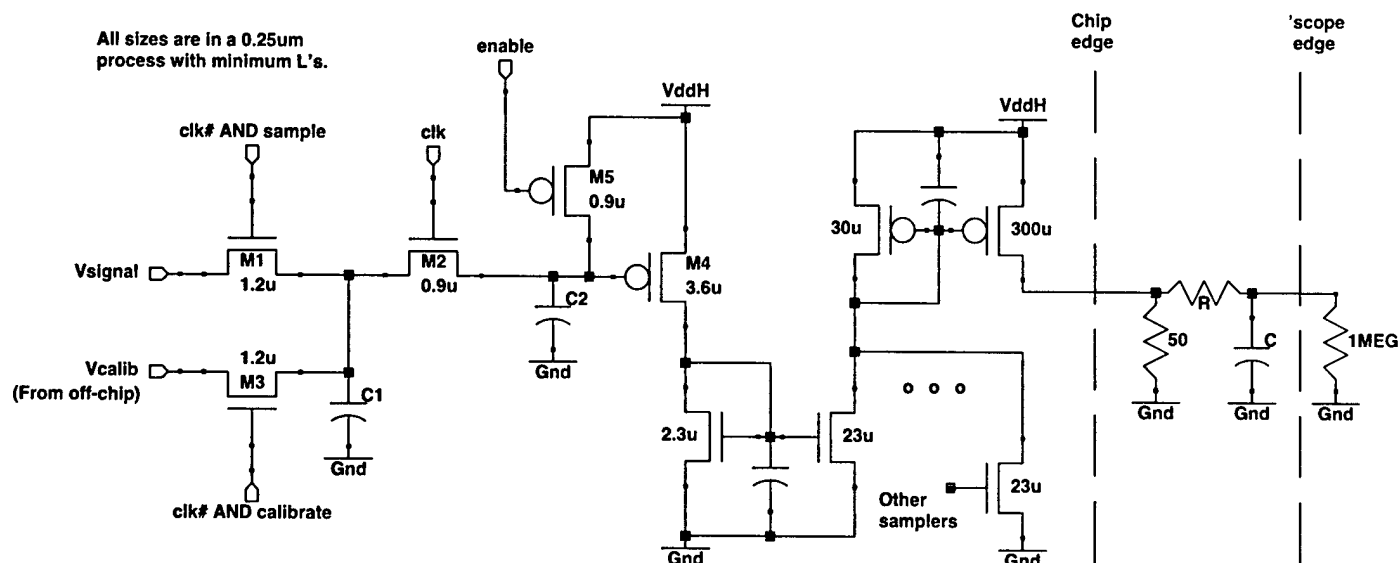 All sizes are in a 0.25um
process with minimum L's.
enable
Chip
edge
'scope
edge
VddH
VddH
clk# AND sample
clk
M5
0.9u
30u
300u
Vsignal
M1
1.2u
M2
0.9u
M4
3.6u
C2
Gnd
R
50
C
1MEG
Gnd
Gnd
Gnd
Vcalib
(From off-chip)
1.2u
M3
C1
Gnd
clk# AND calibrate
2.3u
23u
o o o
Other
samplers
23u
Gnd
Gnd